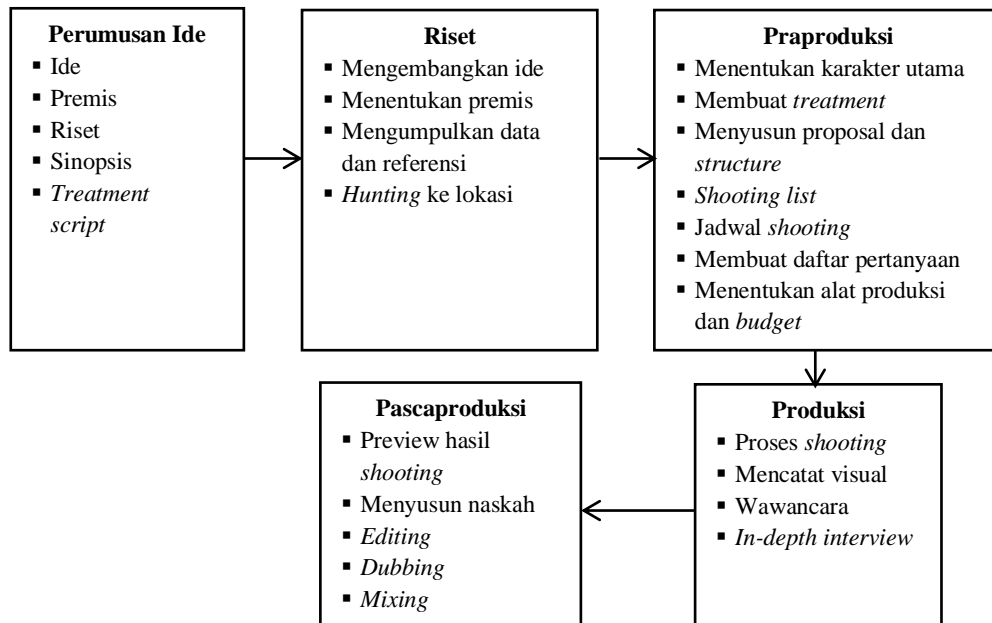 Perumusan Ide
▪ Ide
▪ Premis
▪ Riset
▪ Sinopsis
▪ Treatment
script
Riset
▪ Mengembangkan ide
▪ Menentukan premis
▪ Mengumpulkan data
dan referensi
▪ Hunting ke lokasi
Praproduksi
▪ Menentukan karakter utama
▪ Membuat treatment
▪ Menyusun proposal dan
structure
▪ Shooting list
▪ Jadwal shooting
▪ Membuat daftar pertanyaan
▪ Menentukan alat produksi
dan budget
Produksi
▪ Proses shooting
▪ Mencatat visual
▪ Wawancara
▪ In-depth interview
Pascaproduksi
▪ Preview hasil
shooting
▪ Menyusun naskah
▪ Editing
▪ Dubbing
▪ Mixing